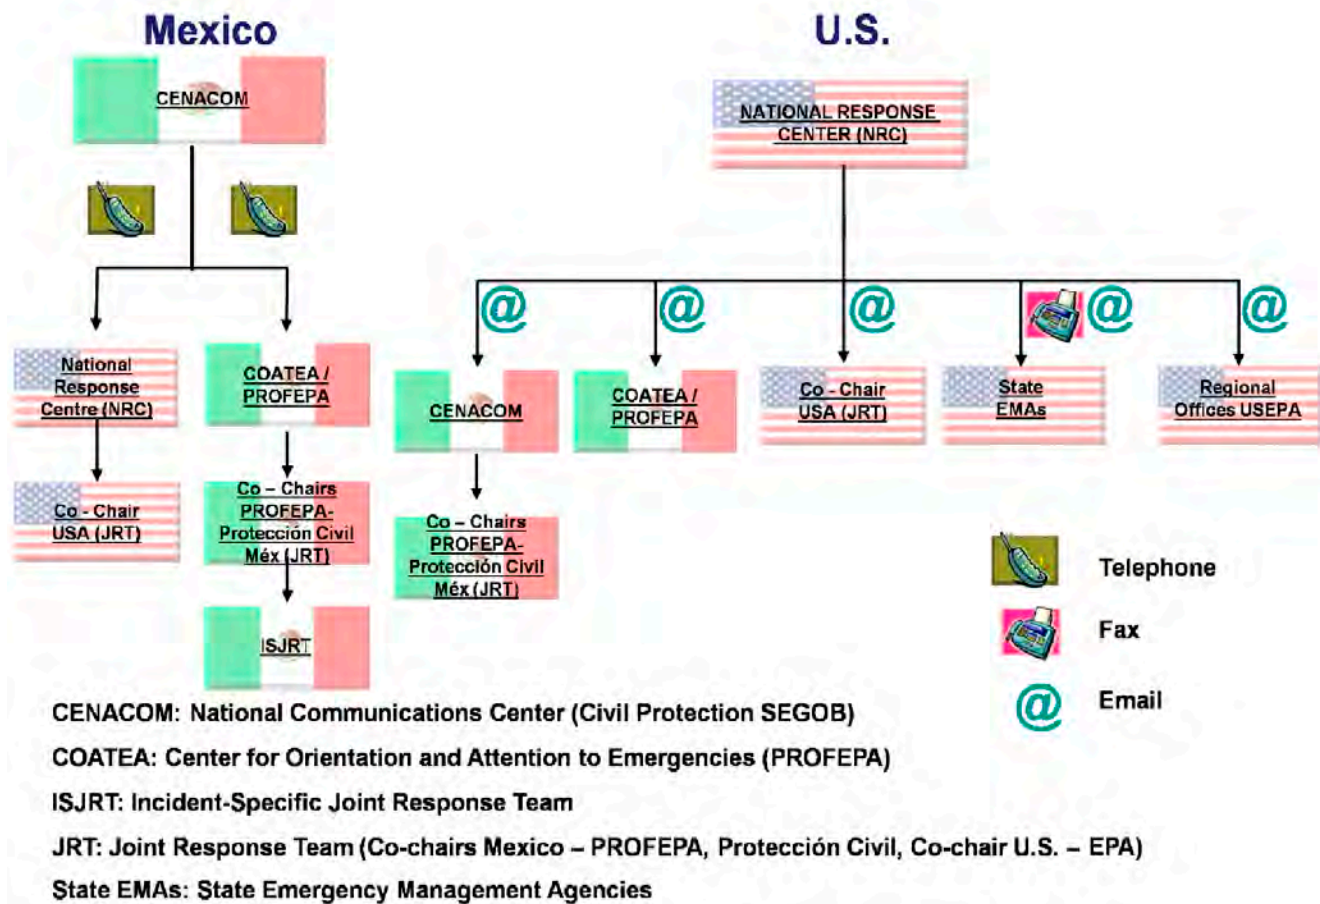 Mexico
U.S.
CENACOM
NATIONAL RESPONSE
CENTER (NRC)
National
Response
Centre (NRC)
COATEA /
PROFEPA
CENACOM
COATEA /
PROFEPA
Co - Chair
USA (JRT)
State
EMAs
Regional
Offices USEPA
Co - Chair
USA (JRT)
Co – Chairs
PROFEPA-
Protección Civil
Méx (JRT)
Co – Chairs
PROFEPA-
Protección Civil
Méx (JRT)
ISJRT
@
@
@
@
@
Telephone
Fax
@ Email
CENACOM: National Communications Center (Civil Protection SEGOB)
COATEA: Center for Orientation and Attention to Emergencies (PROFEPA)
ISJRT: Incident-Specific Joint Response Team
JRT: Joint Response Team (Co-chairs Mexico – PROFEPA, Protección Civil, Co-chair U.S. – EPA)
State EMAs: State Emergency Management Agencies